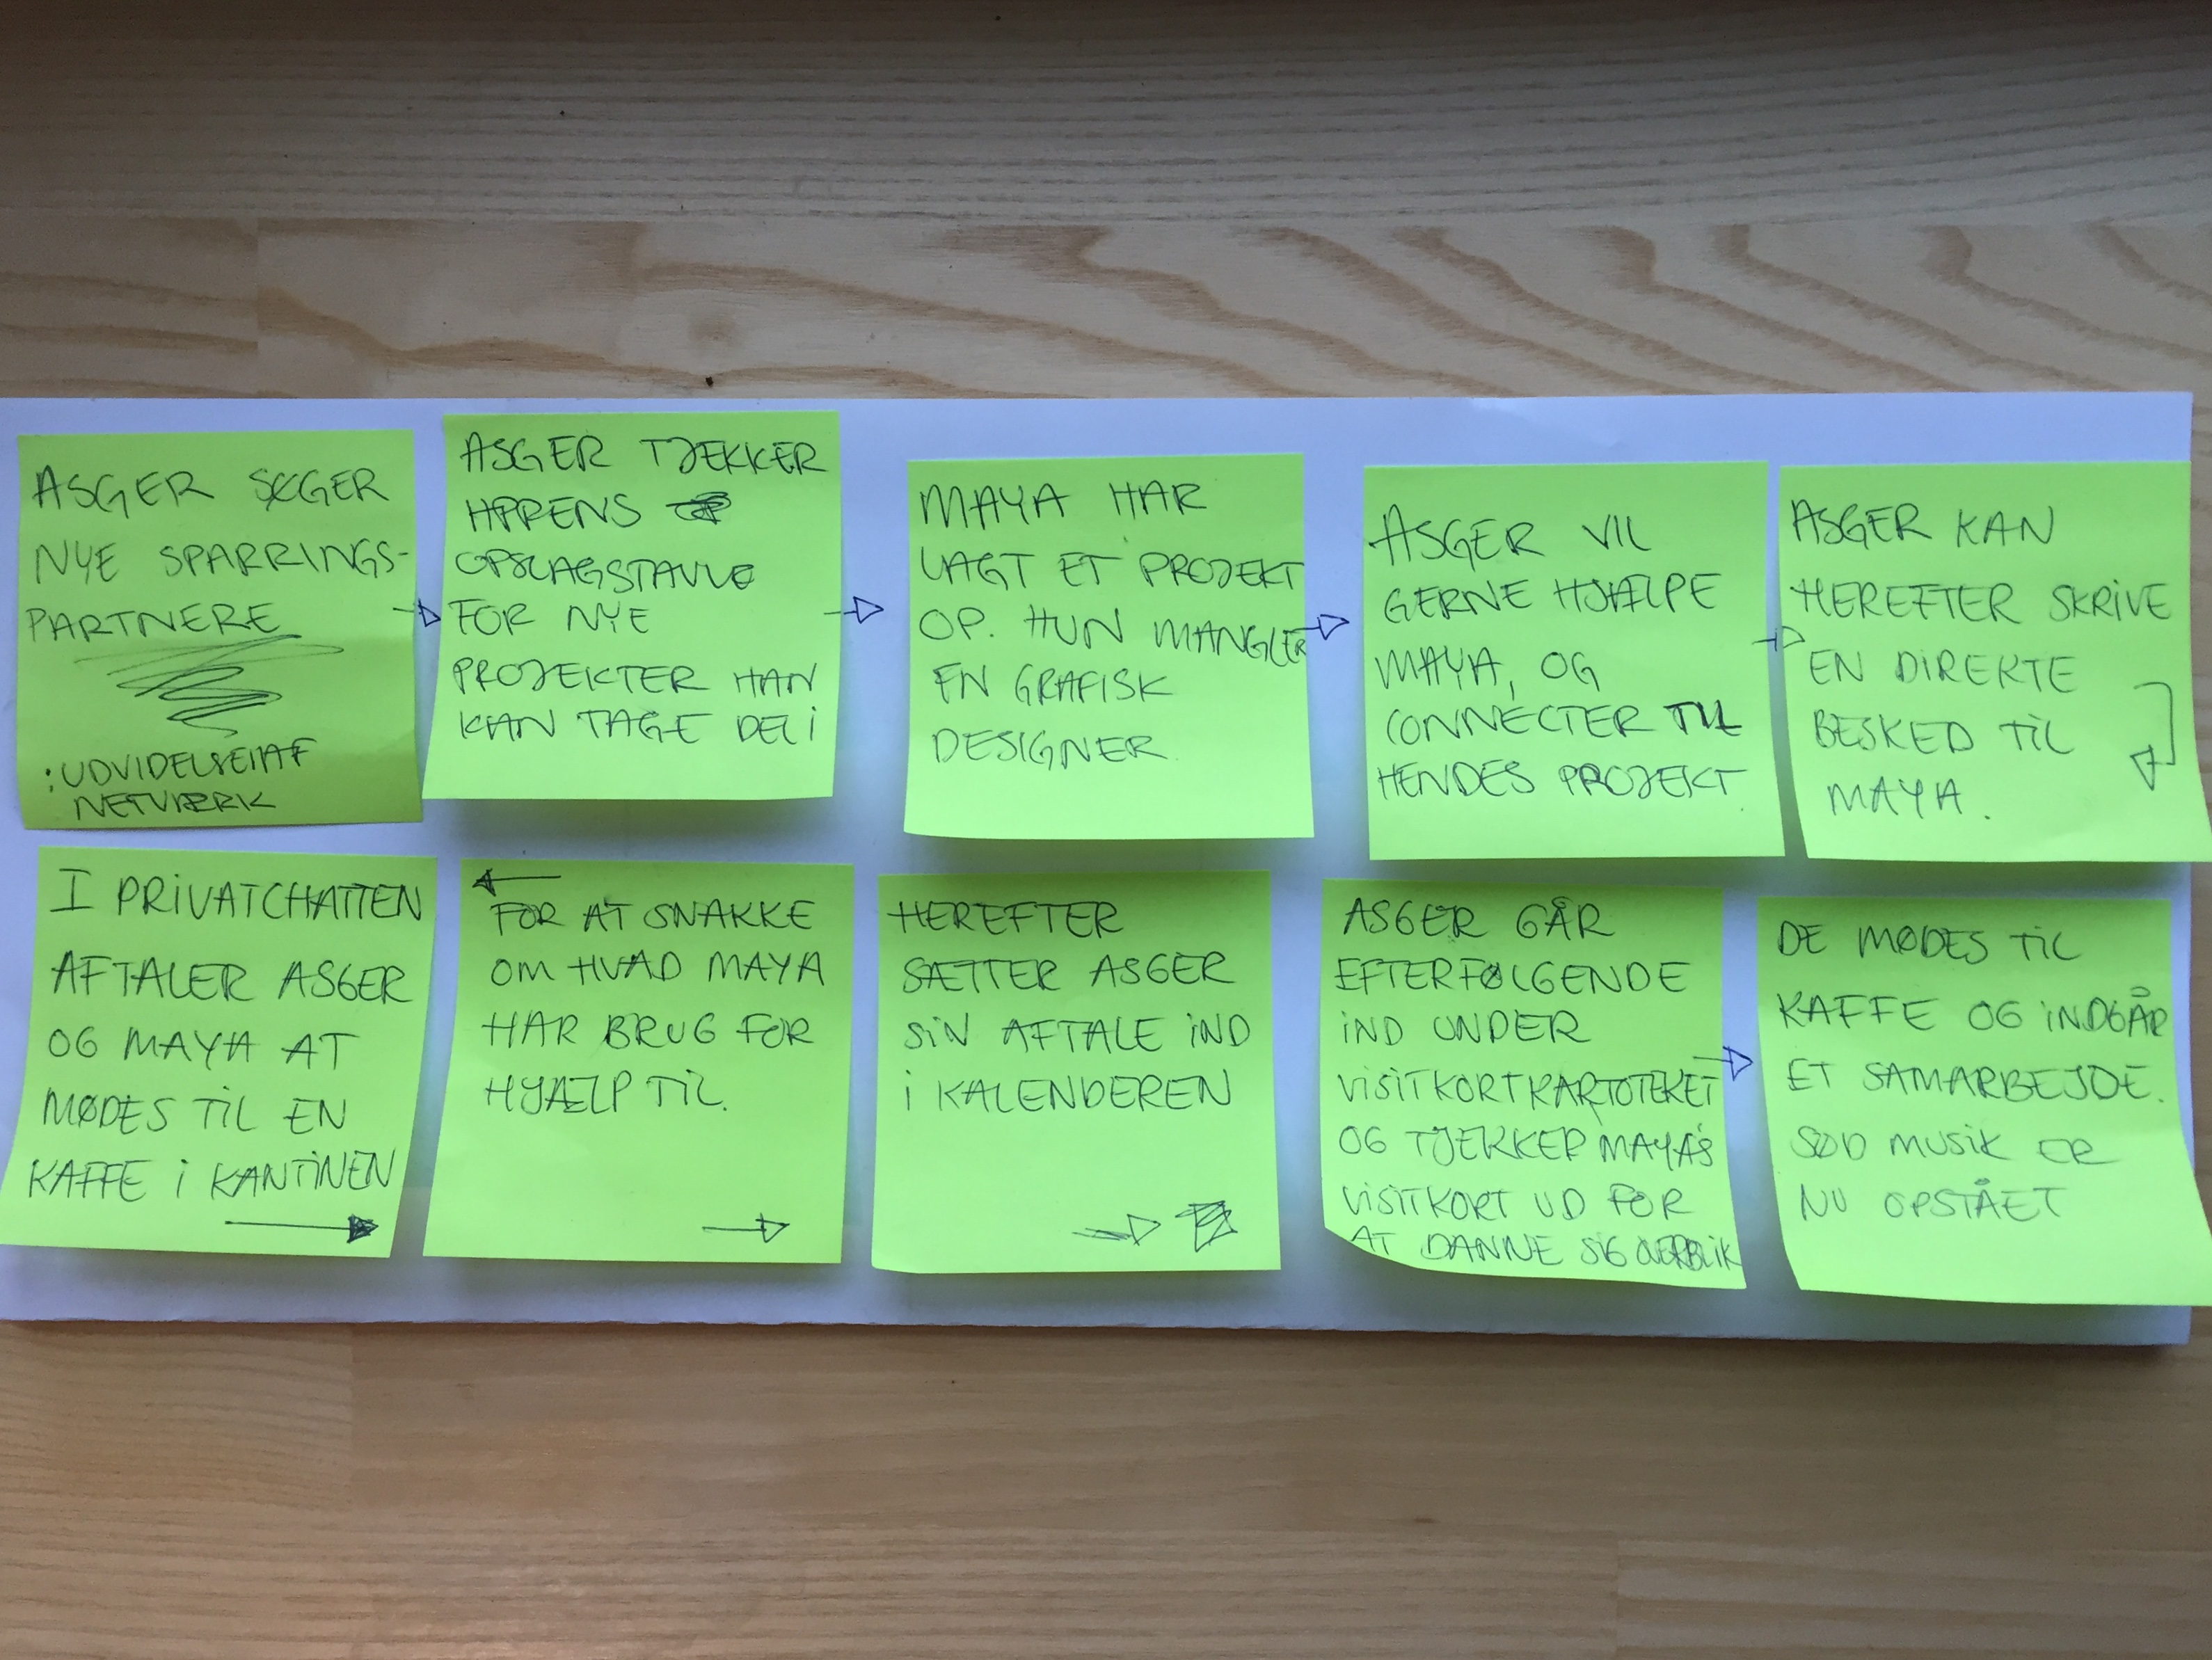 ASGER SØGER
NYE SPARRINGS-
PARTNERE
: UDVIDELSE AF
NETVÆRK
ASGER TJEKKER
APPENS
OPSLAGSTAVLE
FOR NYE
PROJEKTER HAN
KAN TAGE DEL I
MAYA HAR
LAGT ET PROJEKT
OP. HUN MANGLER
EN GRAFISK
DESIGNER.
ASGER VIL
GERNE HJÆLPE
MAYA, OG
CONNECTER TIL
HENDES PROJEKT.
ASGER KAN
HEREFTER SKRIVE
EN DIREKTE
BESKED TIL
MAYA.
I PRIVATCHATTEN
AFTALER ASGER
OG MAYA AT
MØDES TIL EN
KAFFE I KANTINEN
FOR AT SNAKKE
OM HVAD MAYA
HAR BRUG FOR
HJÆLP TIL.
HEREFTER
SÆTTER ASGER
SIN AFTALE IND
I KALENDEREN
ASGER GÅR
EFTERFØLGENDE
IND UNDER
VISITKORTKARTOTEKET
OG TJEKKER MAYA'S
VISITKORT UD FOR
AT DANNE SIG OVERBLIK
DE MØDES TIL
KAFFE OG INDGÅR
ET SAMARBEJDE.
SØD MUSIK ER
NU OPSTÅET